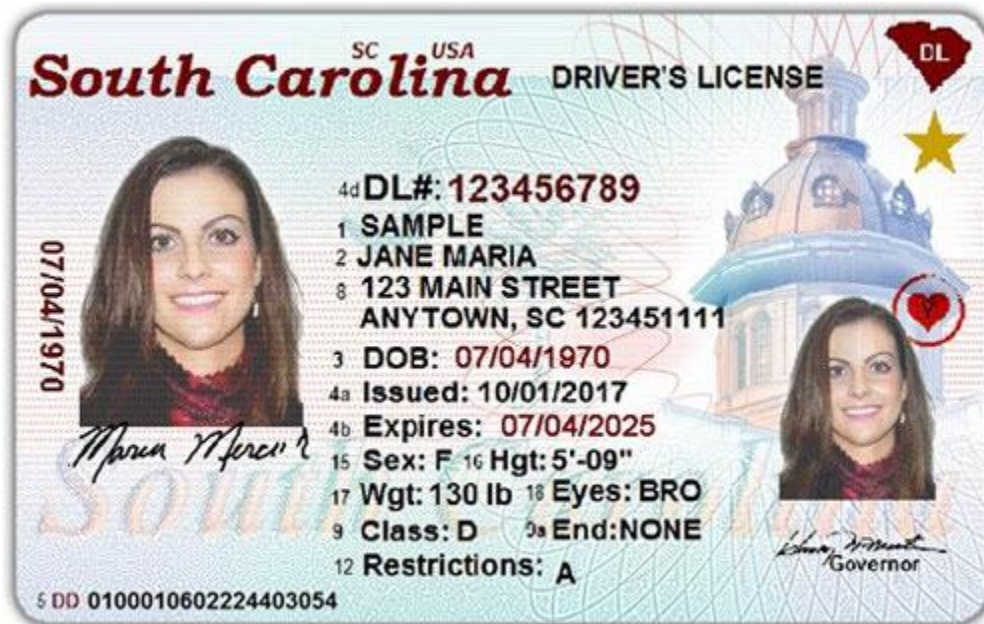 SC USA
South Carolina DRIVER'S LICENSE
DL
4d DL#: 123456789
1 SAMPLE
2 JANE MARIA
8 123 MAIN STREET
ANYTOWN, SC 123451111
3 DOB: 07/04/1970
4a Issued: 10/01/2017
4b Expires: 07/04/2025
15 Sex: F 16 Hgt: 5'-09"
17 Wgt: 130 lb 18 Eyes: BRO
9 Class: D 9a End:NONE
12 Restrictions: A
07/04/1970
South Carolina
Governor
5 DD 0100010602224403054